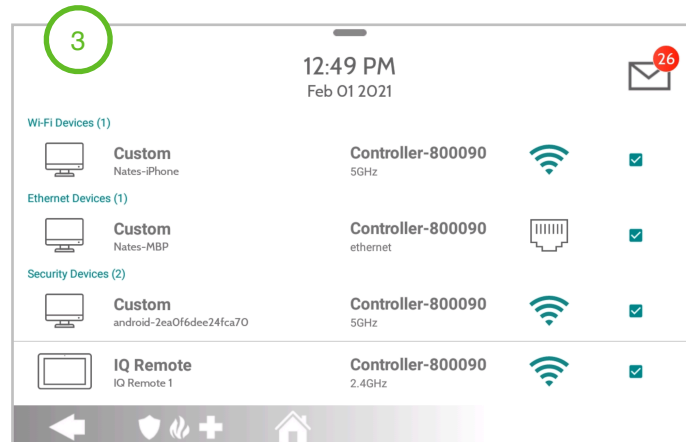 3
12:49 PM
26
Feb 01 2021
Wi-Fi Devices (1)
Custom
Controller-800090
Nates-iPhone
5GHz
Ethernet Devices (1)
Custom
Controller-800090
Nates-MBP
ethernet
Security Devices (2)
Custom
Controller-800090
android-2ea0f6dee24fca70
5GHz
IQ Remote
Controller-800090
IQ Remote 1
2.4GHz